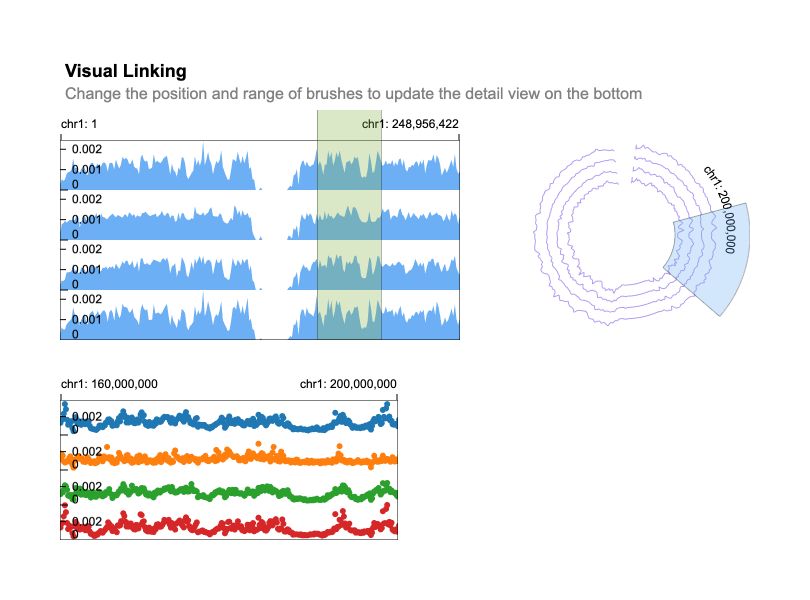 Visual Linking
Change the position and range of brushes to update the detail view on the bottom
chr1: 1
chr1: 248,956,422
0.002
0.001
0
0.002
0.001
0
0.002
0.001
0
0.002
0.001
0
chr1: 200,000,000
chr1: 160,000,000
chr1: 200,000,000
0.002
0
0.002
0
0.002
0
0.002
0